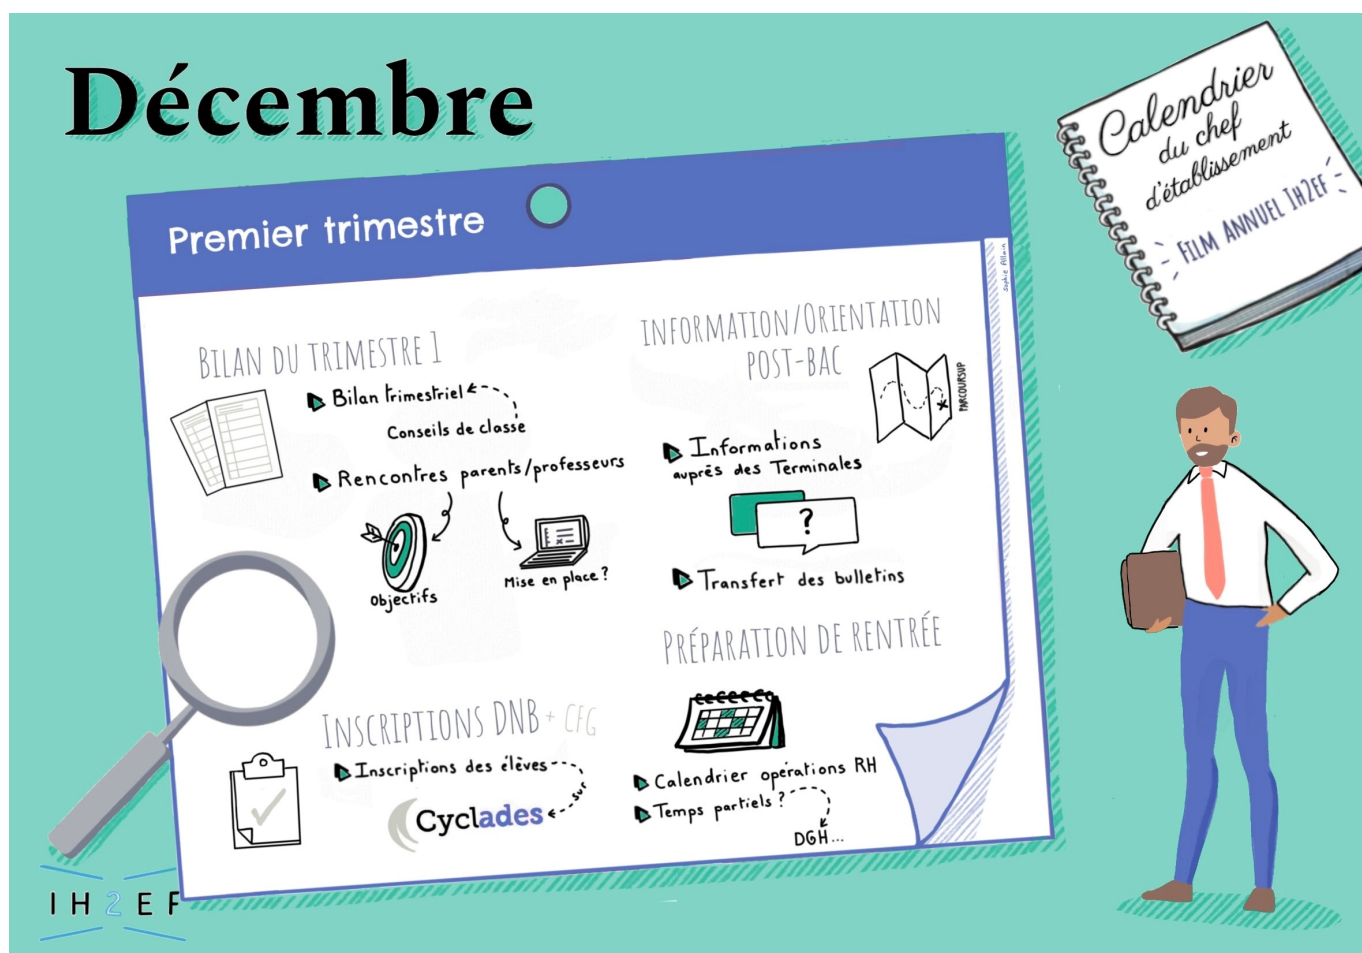 Décembre
Calendrier
du chef
d'établissement
FILM ANNUEL IH2EF
Premier trimestre
Sophie Allain
BILAN DU TRIMESTRE 1
Bilan trimestriel
Conseils de classe
Rencontres parents/professeurs
Objectifs
Mise en place ?
INFORMATION/ORIENTATION
POST-BAC
PARCOURSUP
Informations
auprès des Terminales
?
Transfert des bulletins
INSCRIPTIONS DNB + CFG
Inscriptions des élèves
sur
Cyclades
PRÉPARATION DE RENTRÉE
Calendrier opérations RH
Temps partiels ?
DGH...
IH2EF